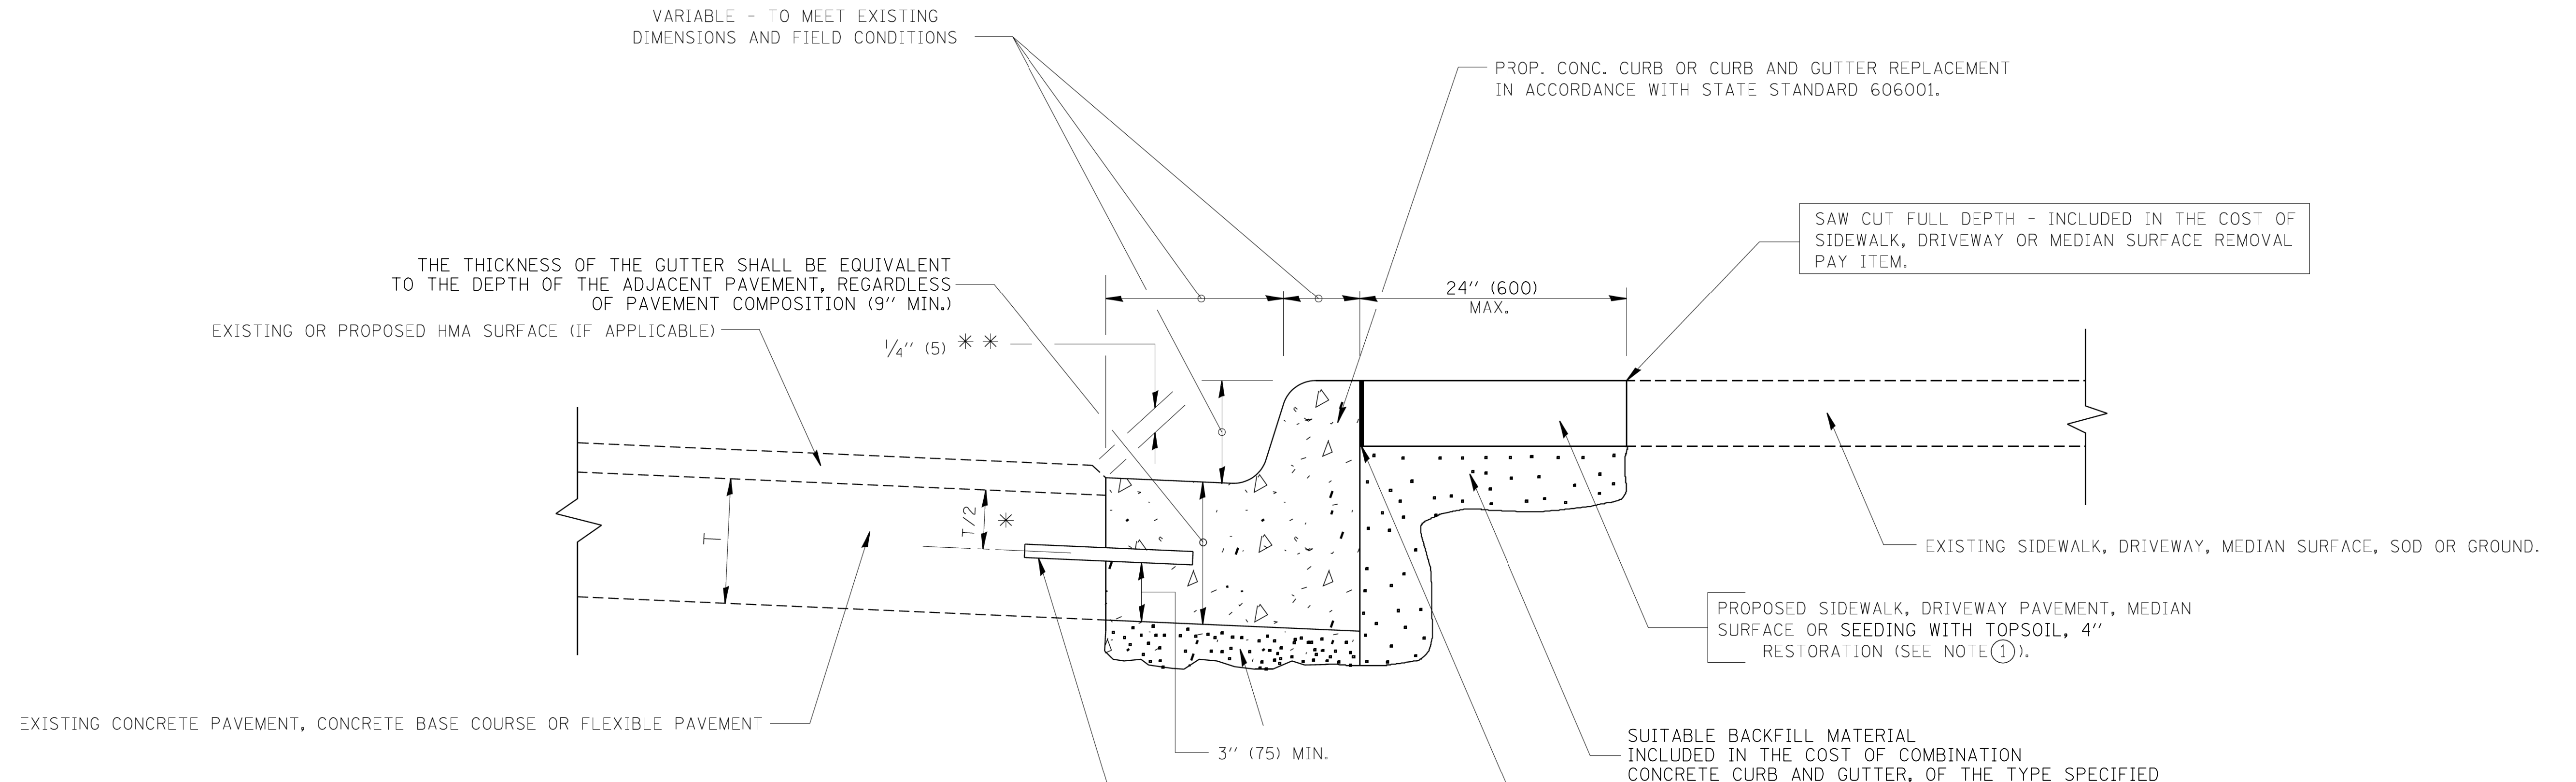 VARIABLE - TO MEET EXISTING
DIMENSIONS AND FIELD CONDITIONS
PROP. CONC. CURB OR CURB AND GUTTER REPLACEMENT
IN ACCORDANCE WITH STATE STANDARD 606001.
SAW CUT FULL DEPTH - INCLUDED IN THE COST OF
SIDEWALK, DRIVEWAY OR MEDIAN SURFACE REMOVAL
PAY ITEM.
THE THICKNESS OF THE GUTTER SHALL BE EQUIVALENT
TO THE DEPTH OF THE ADJACENT PAVEMENT, REGARDLESS
OF PAVEMENT COMPOSITION (9" MIN.)
24" (600)
MAX.
EXISTING OR PROPOSED HMA SURFACE (IF APPLICABLE)
1/4" (5) * *
T
T/2
*
EXISTING SIDEWALK, DRIVEWAY, MEDIAN SURFACE, SOD OR GROUND.
PROPOSED SIDEWALK, DRIVEWAY PAVEMENT, MEDIAN
SURFACE OR SEEDING WITH TOPSOIL, 4"
RESTORATION (SEE NOTE 1).
EXISTING CONCRETE PAVEMENT, CONCRETE BASE COURSE OR FLEXIBLE PAVEMENT
3" (75) MIN.
SUITABLE BACKFILL MATERIAL
INCLUDED IN THE COST OF COMBINATION
CONCRETE CURB AND GUTTER, OF THE TYPE SPECIFIED